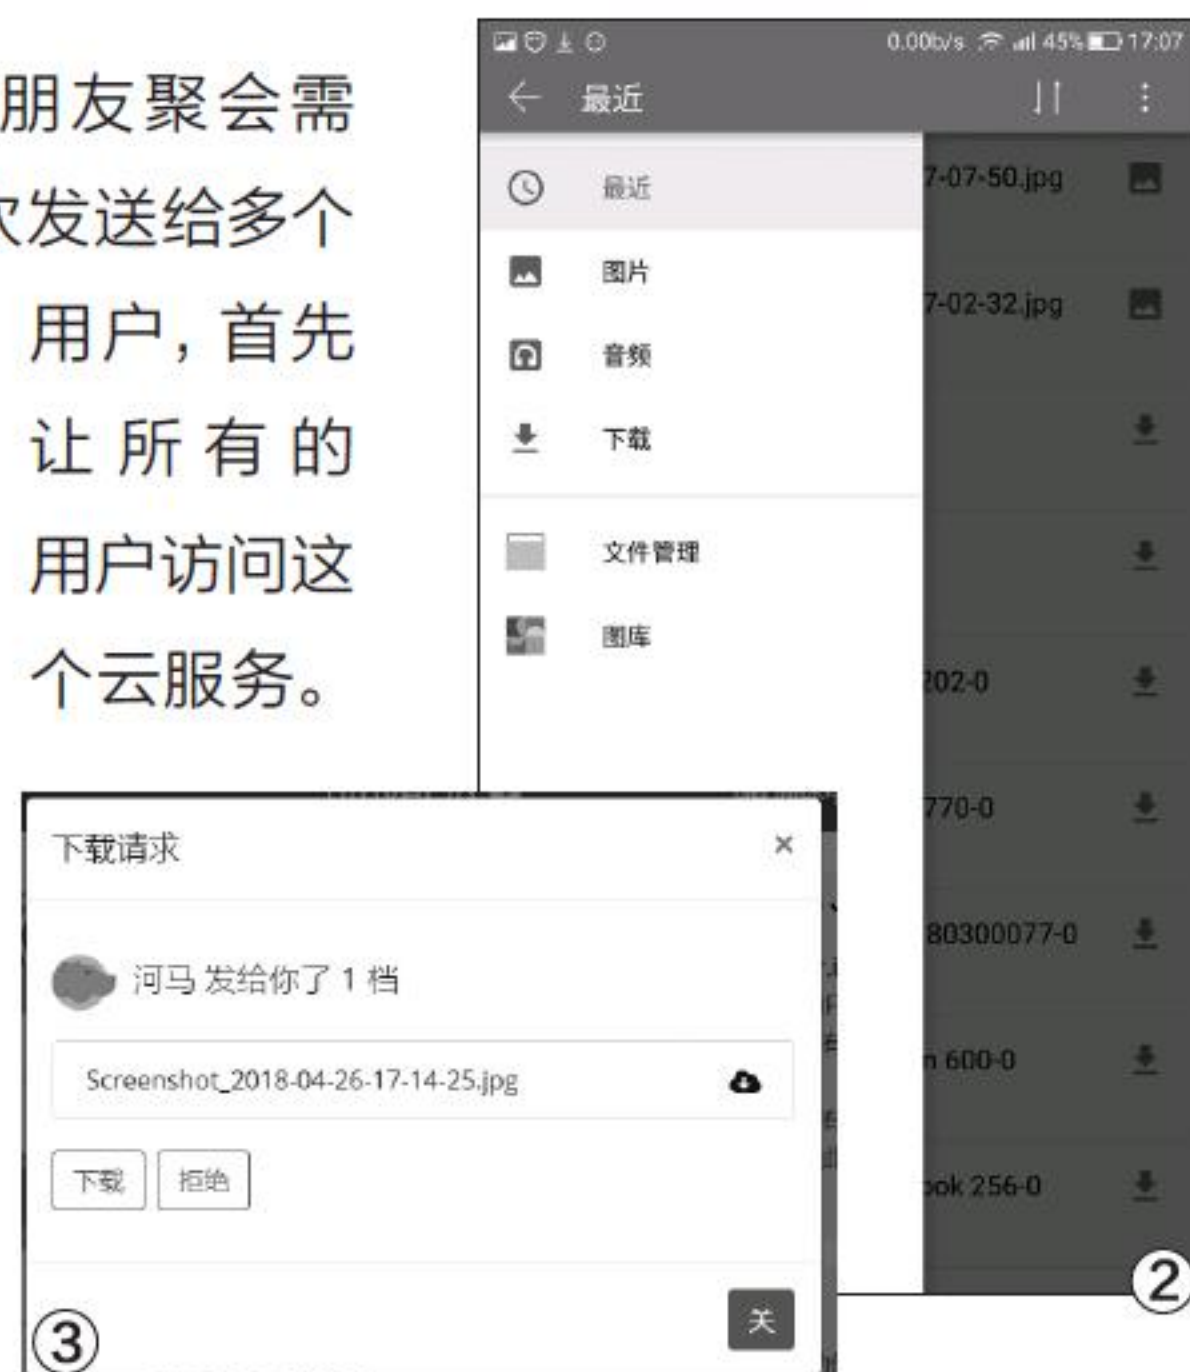 朋友聚会需
次发送给多个
用户，首先
让所有的
用户访问这
个云服务。
0.00b/s 45% 17:07
最近
最近
图片
音频
下载
文件管理
图库
7-07-50.jpg
7-02-32.jpg
202-0
770-0
80300077-0
n 600-0
ook 256-0
②
下载请求
×
河马 发给你了 1 档
Screenshot_2018-04-26-17-14-25.jpg
下载 拒绝
关
③